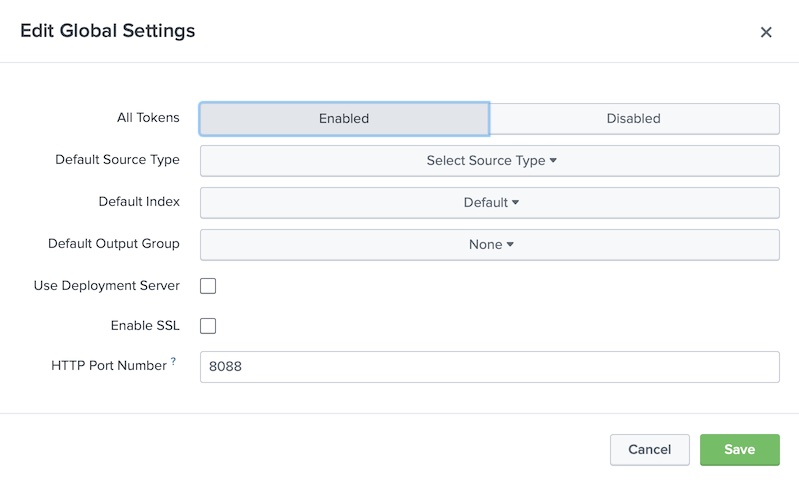 Edit Global Settings
All Tokens Enabled Disabled
Default Source Type Select Source Type
Default Index Default
Default Output Group None
Use Deployment Server
Enable SSL
HTTP Port Number ? 8088
Cancel Save